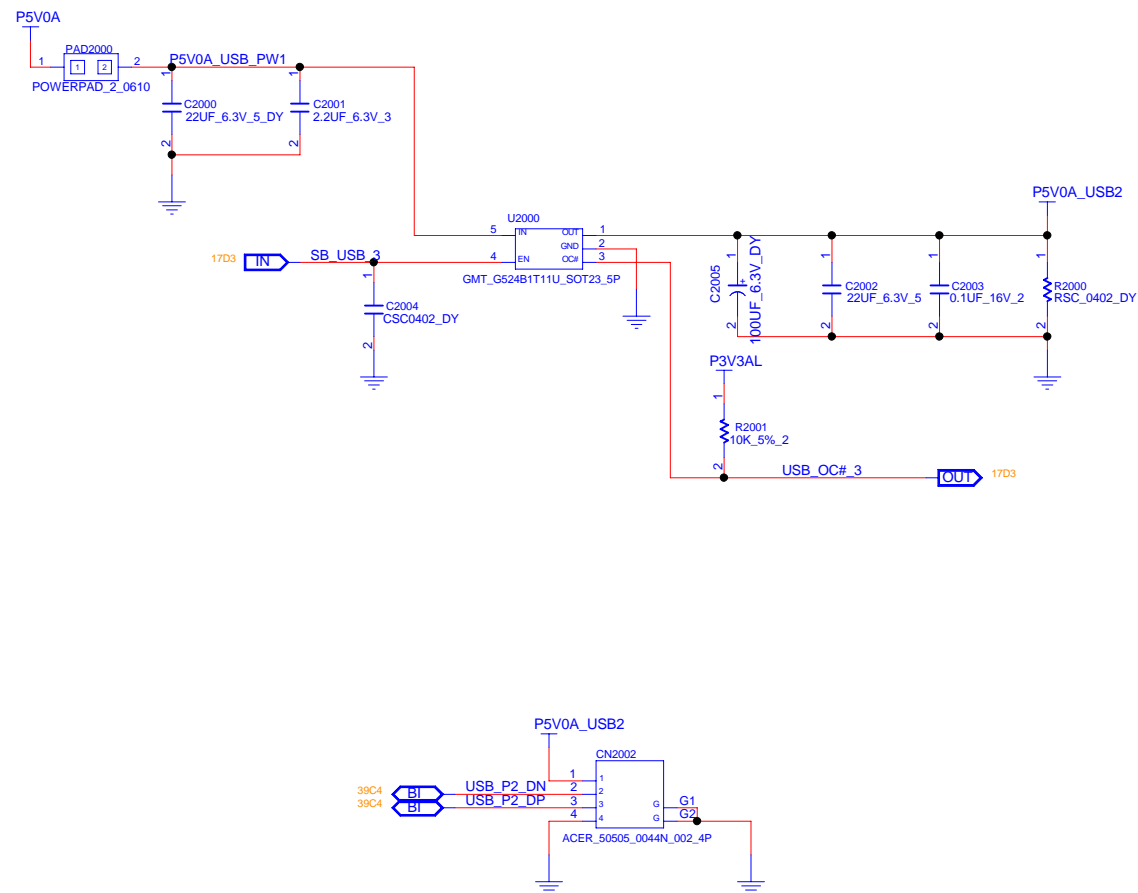 P5V0A
PAD2000
1
1
2
2
POWERPAD_2_0610
P5V0A_USB_PW1
1
C2000
22UF_6.3V_5_DY
2
1
C2001
2.2UF_6.3V_3
2
U2000
5
IN
OUT
1
GND
2
4
EN
OC#
3
GMT_G524B1T11U_SOT23_5P
17D3
IN
SB_USB_3
1
C2004
CSC0402_DY
2
P5V0A_USB2
1
C2005
100UF_6.3V_DY
+
2
1
C2002
22UF_6.3V_5
2
1
C2003
0.1UF_16V_2
2
1
R2000
RSC_0402_DY
2
P3V3AL
1
R2001
10K_5%_2
2
USB_OC#_3
OUT
17D3
P5V0A_USB2
CN2002
1
1
39C4
BI
USB_P2_DN
2
2
39C4
BI
USB_P2_DP
3
3
G
G1
4
4
G
G2
ACER_50505_0044N_002_4P